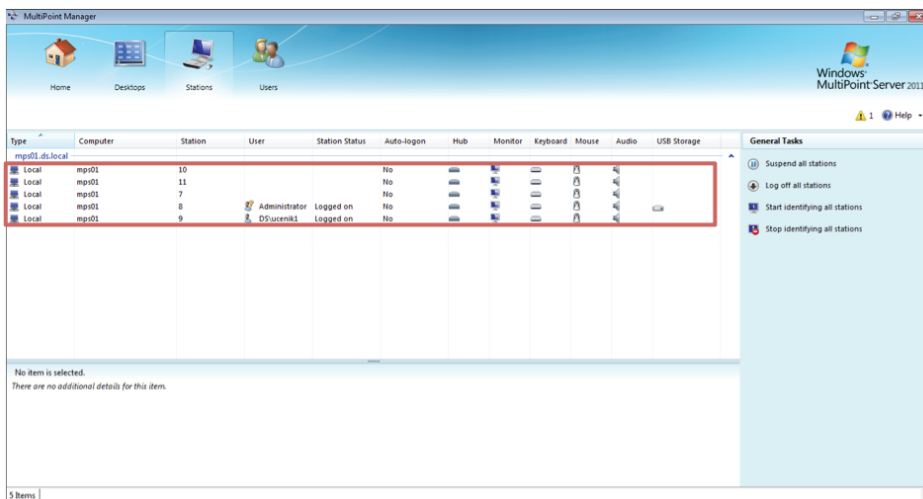 MultiPoint Manager
Home Desktops Stations Users
Windows®
MultiPoint Server 2011
1 Help
Type Computer Station User Station Status Auto-logon Hub Monitor Keyboard Mouse Audio USB Storage
mps01.ds.local
Local mps01 10 No
Local mps01 11 No
Local mps01 7 No
Local mps01 8 Administrator Logged on No
Local mps01 9 DS\ucenik1 Logged on No
General Tasks
Suspend all stations
Log off all stations
Start identifying all stations
Stop identifying all stations
No item is selected.
There are no additional details for this item.
5 Items